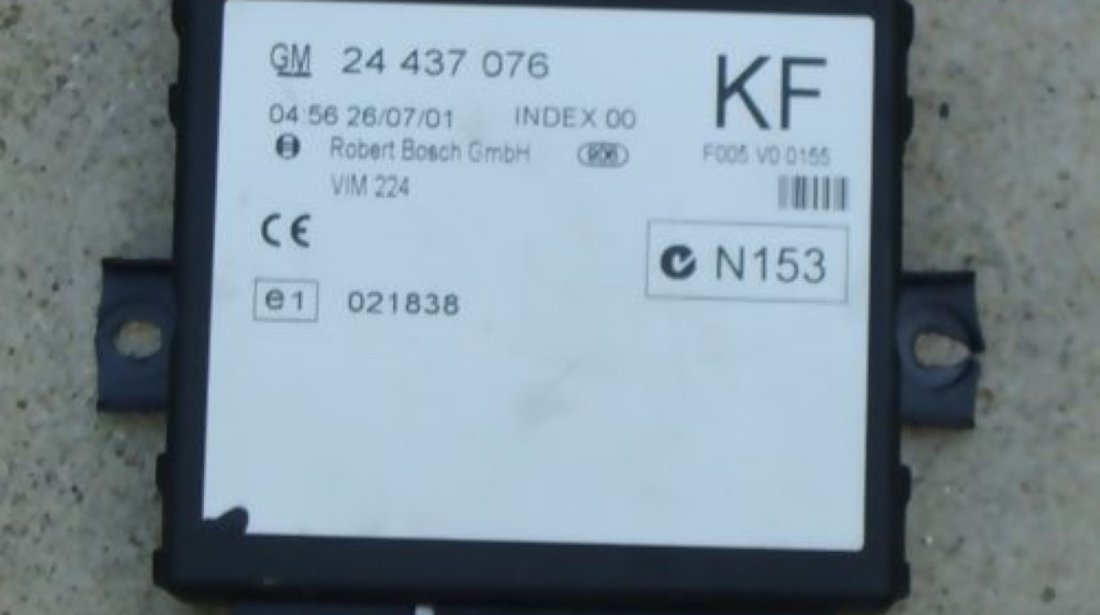 GM 24 437 076
KF
04:56 26/07/01 INDEX 00
Robert Bosch GmbH
F005 V0 0155
VIM 224
CE
N153
e1 021838